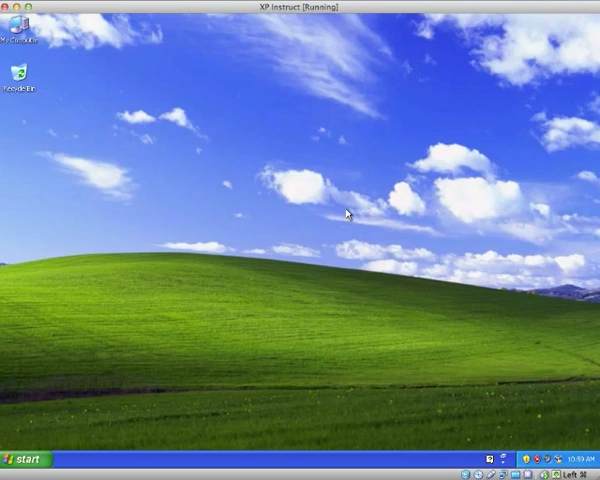 XP Instruct [Running]
My Computer
Recycle Bin
start
10:59 AM
Left ⌘